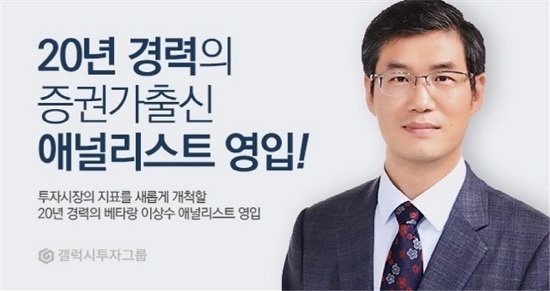 20년 경력의
증권가출신
애널리스트 영입!
투자시장의 지표를 새롭게 개척할
20년 경력의 베타랑 이상수 애널리스트 영입
갤럭시투자그룹